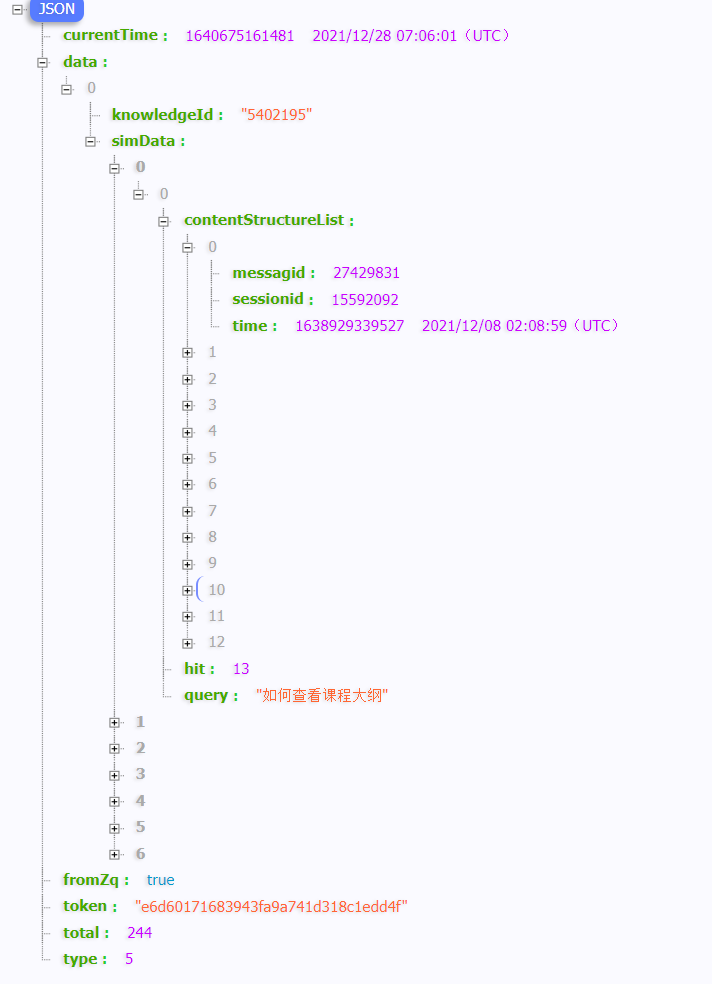 JSON
currentTime : 1640675161481 2021/12/28 07:06:01（UTC）
data :
0
knowledgeId : "5402195"
simData :
0
0
contentStructureList :
0
messagid : 27429831
sessionid : 15592092
time : 1638929339527 2021/12/08 02:08:59（UTC）
1
2
3
4
5
6
7
8
9
10
11
12
hit : 13
query : "如何查看课程大纲"
1
2
3
4
5
6
fromZq : true
token : "e6d60171683943fa9a741d318c1edd4f"
total : 244
type : 5